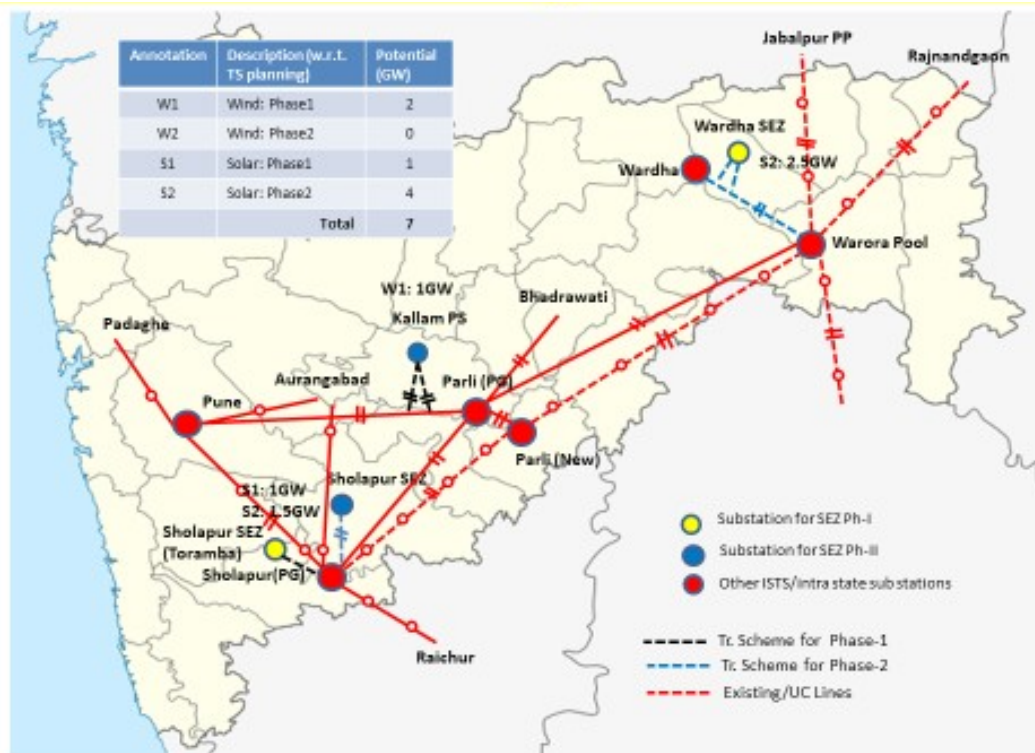 Annotation Description (w.r.t. TS planning) Potential (GW)
W1 Wind: Phase1 2
W2 Wind: Phase2 0
S1 Solar: Phase1 1
S2 Solar: Phase2 4
Total 7
Jabalpur PP
Rajnandgaon
Wardha SEZ
S2: 2.5GW
Wardha
Warora Pool
W1: 1GW
Kallam PS
Bhadrawati
Padaghe
Aurangabad
Parli (PG)
Pune
Parli (New)
Sholapur SEZ
S1: 1GW
S2: 1.5GW
Sholapur SEZ
(Toramba)
Sholapur(PG)
Raichur
Substation for SEZ Ph-I
Substation for SEZ Ph-II
Other ISTS/Intra state sub stations
Tr. Scheme for Phase-1
Tr. Scheme for Phase-2
Existing/UC Lines